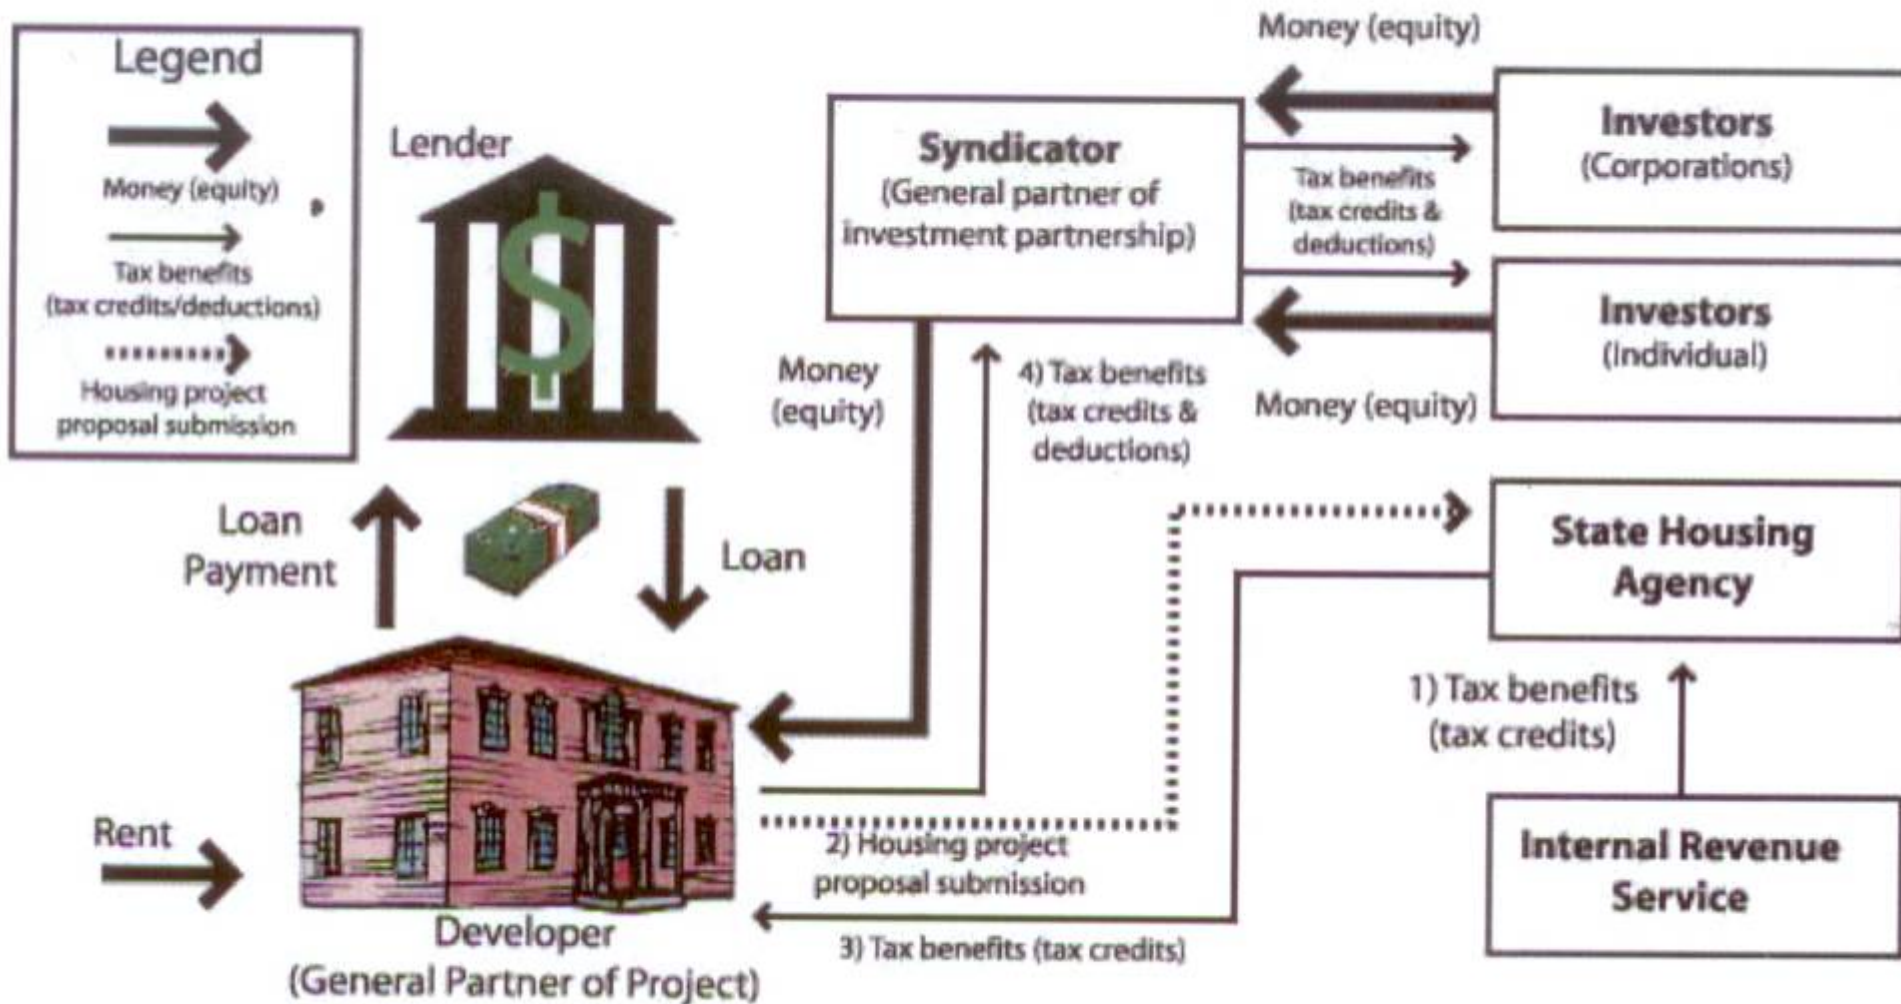 Legend
Money (equity)
Tax benefits
(tax credits/deductions)
Housing project
proposal submission
Lender
$
Loan
Payment
Loan
Rent
Developer
(General Partner of Project)
Syndicator
(General partner of
investment partnership)
Money
(equity)
4) Tax benefits
(tax credits &
deductions)
2) Housing project
proposal submission
3) Tax benefits (tax credits)
Money (equity)
Tax benefits
(tax credits &
deductions)
Money (equity)
Investors
(Corporations)
Investors
(Individual)
State Housing
Agency
1) Tax benefits
(tax credits)
Internal Revenue
Service